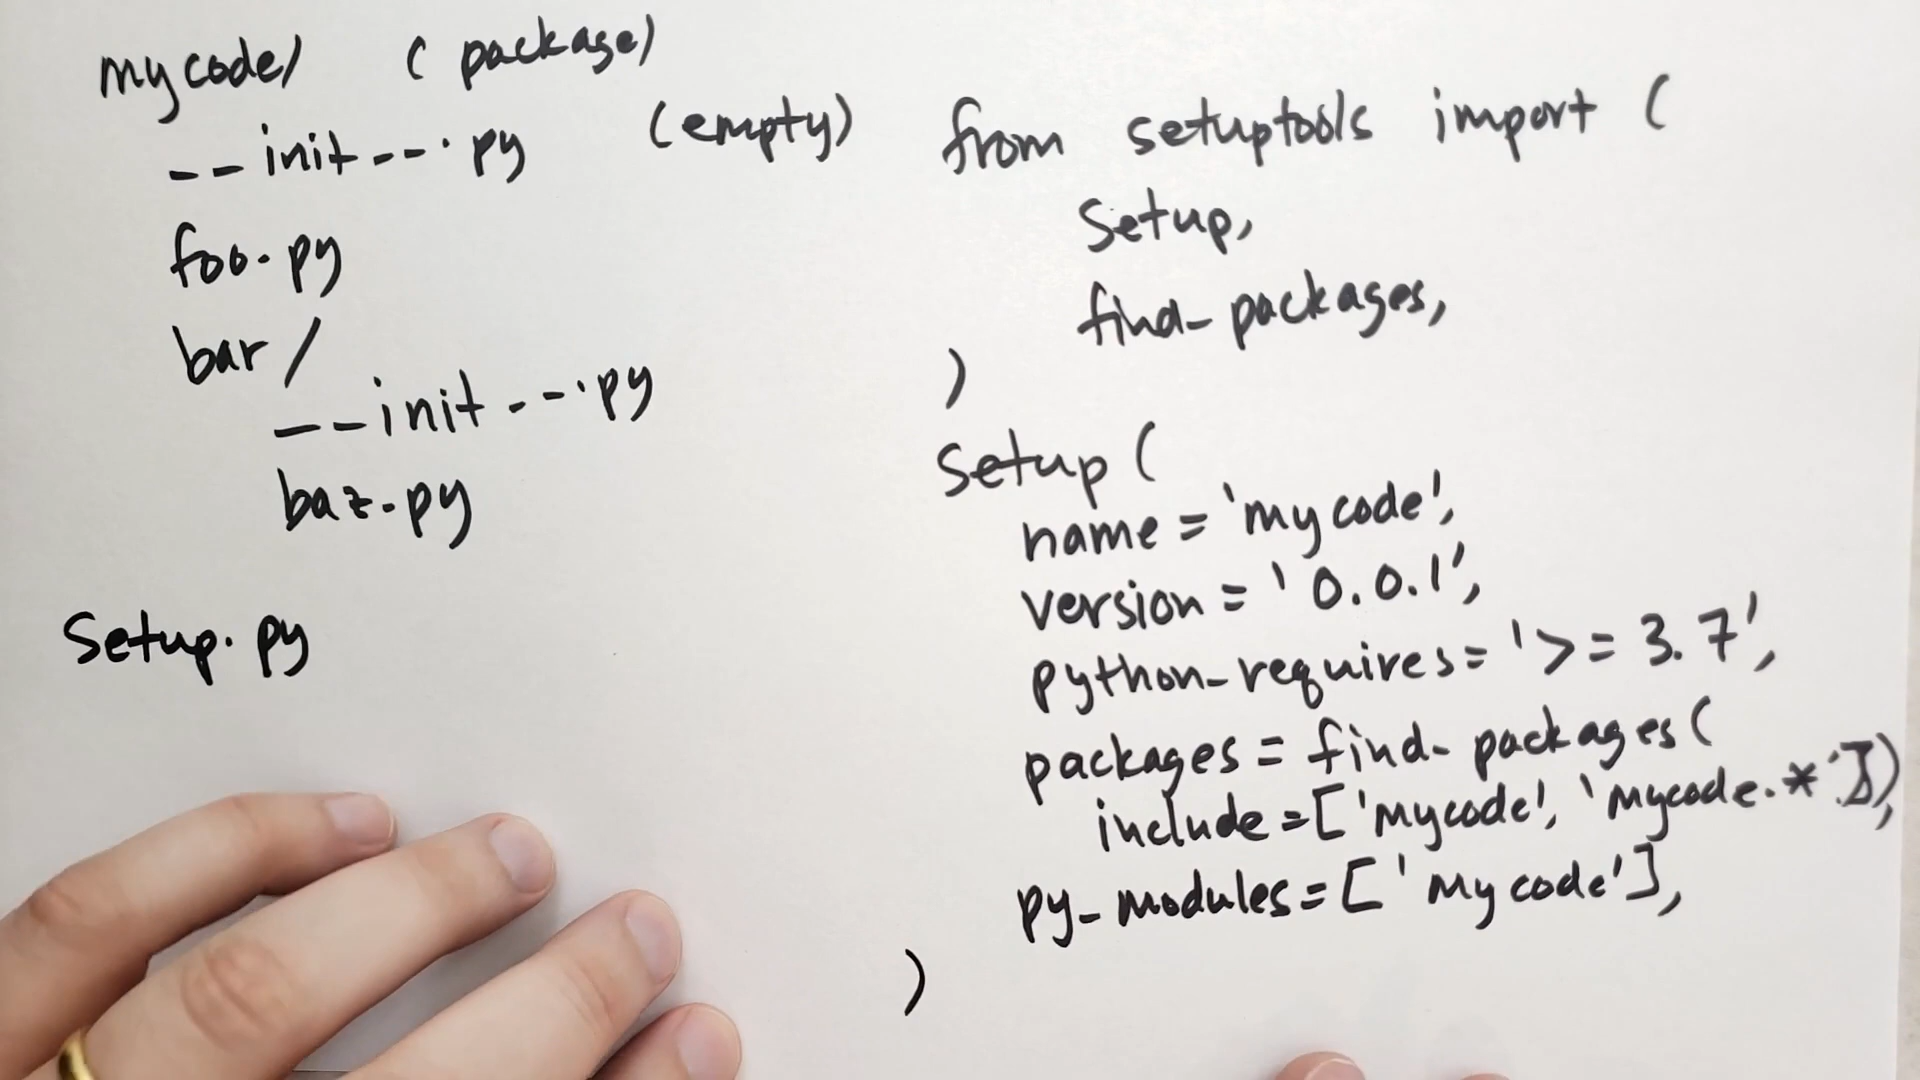 mycode/ (package)
__init__.py (empty)
foo.py
bar/
__init__.py
baz.py
setup.py
from setuptools import (
setup,
find_packages,
)
setup(
name='mycode',
version='0.0.1',
python_requires='>=3.7',
packages=find_packages(
include=['mycode', 'mycode.*']),
py_modules=['mycode'],
)